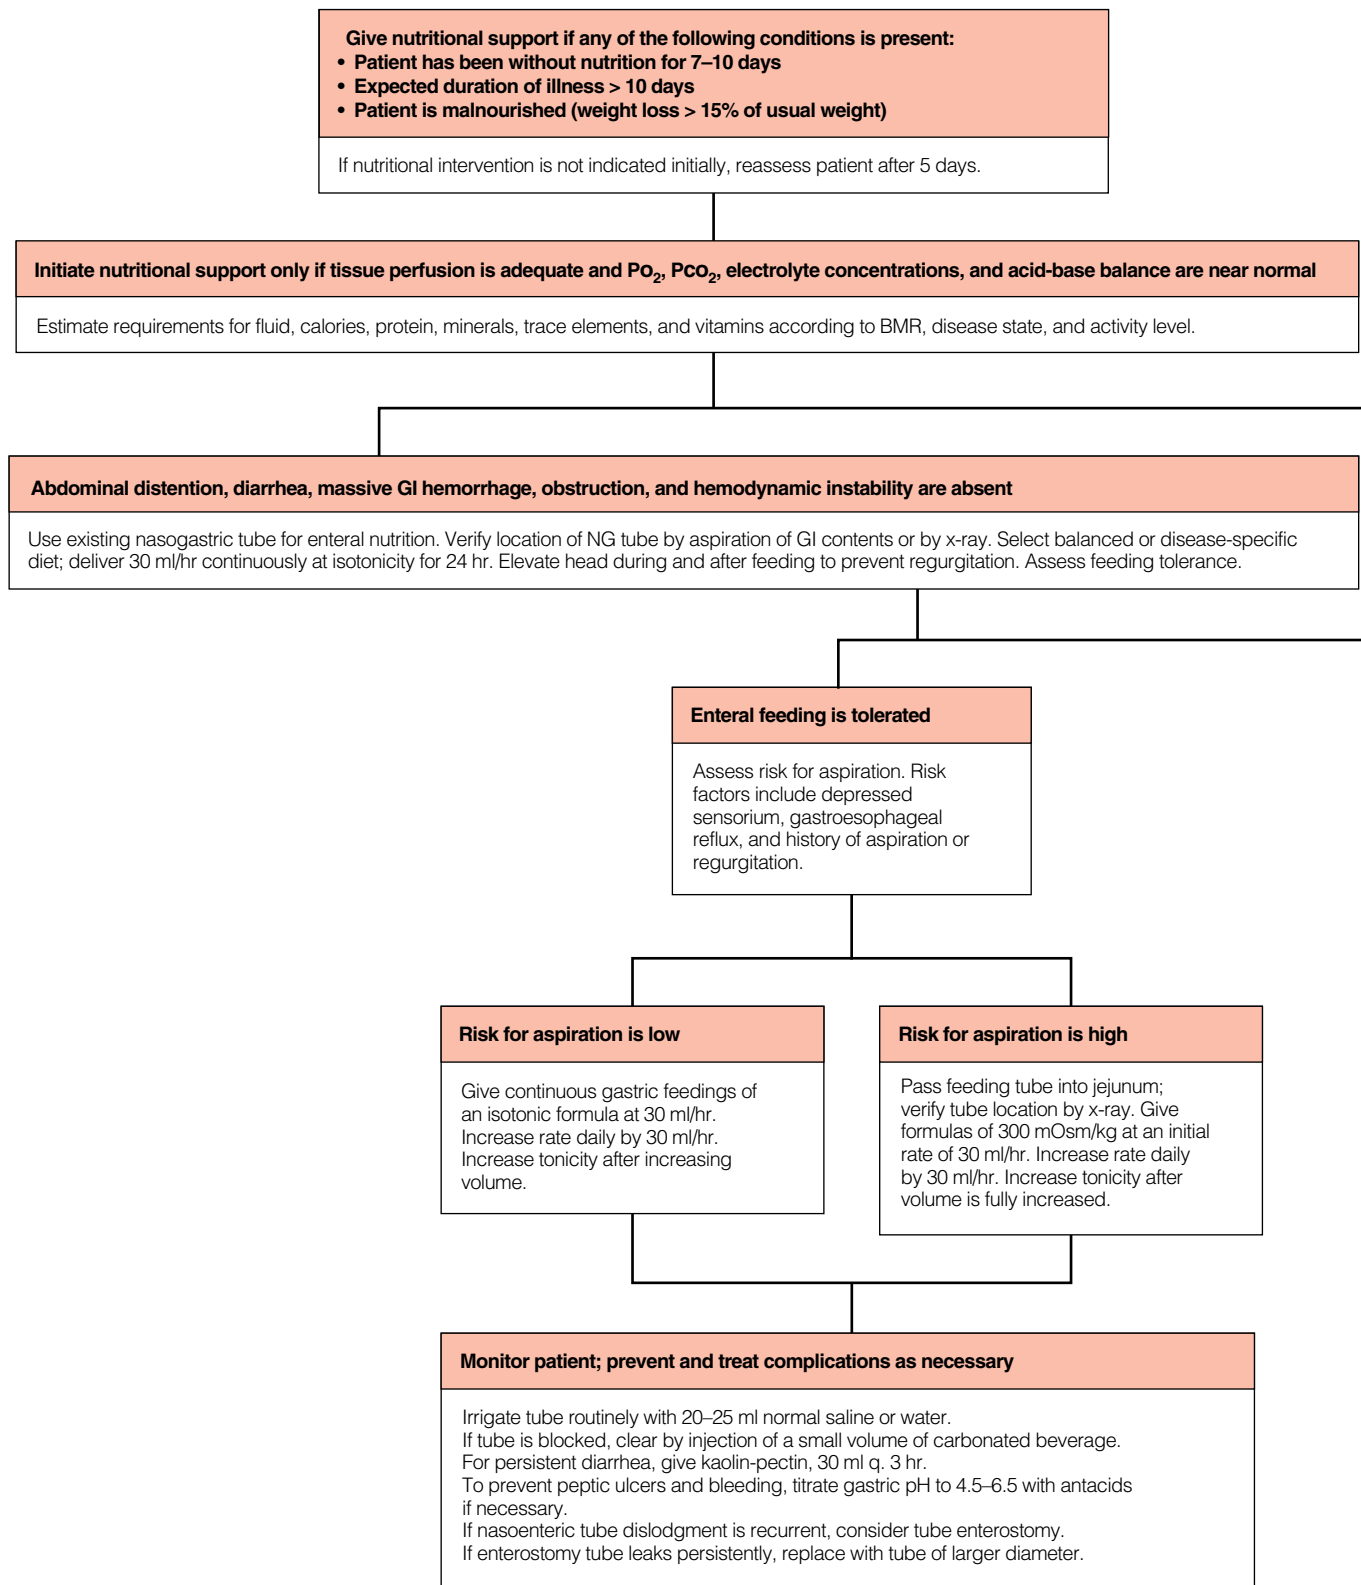 Give nutritional support if any of the following conditions is present:
• Patient has been without nutrition for 7–10 days
• Expected duration of illness > 10 days
• Patient is malnourished (weight loss > 15% of usual weight)
If nutritional intervention is not indicated initially, reassess patient after 5 days.
Initiate nutritional support only if tissue perfusion is adequate and PO₂, PCO₂, electrolyte concentrations, and acid-base balance are near normal
Estimate requirements for fluid, calories, protein, minerals, trace elements, and vitamins according to BMR, disease state, and activity level.
Abdominal distention, diarrhea, massive GI hemorrhage, obstruction, and hemodynamic instability are absent
Use existing nasogastric tube for enteral nutrition. Verify location of NG tube by aspiration of GI contents or by x-ray. Select balanced or disease-specific
diet; deliver 30 ml/hr continuously at isotonicity for 24 hr. Elevate head during and after feeding to prevent regurgitation. Assess feeding tolerance.
Enteral feeding is tolerated
Assess risk for aspiration. Risk
factors include depressed
sensorium, gastroesophageal
reflux, and history of aspiration or
regurgitation.
Risk for aspiration is low
Give continuous gastric feedings of
an isotonic formula at 30 ml/hr.
Increase rate daily by 30 ml/hr.
Increase tonicity after increasing
volume.
Risk for aspiration is high
Pass feeding tube into jejunum;
verify tube location by x-ray. Give
formulas of 300 mOsm/kg at an initial
rate of 30 ml/hr. Increase rate daily
by 30 ml/hr. Increase tonicity after
volume is fully increased.
Monitor patient; prevent and treat complications as necessary
Irrigate tube routinely with 20–25 ml normal saline or water.
If tube is blocked, clear by injection of a small volume of carbonated beverage.
For persistent diarrhea, give kaolin-pectin, 30 ml q. 3 hr.
To prevent peptic ulcers and bleeding, titrate gastric pH to 4.5–6.5 with antacids
if necessary.
If nasoenteric tube dislodgment is recurrent, consider tube enterostomy.
If enterostomy tube leaks persistently, replace with tube of larger diameter.